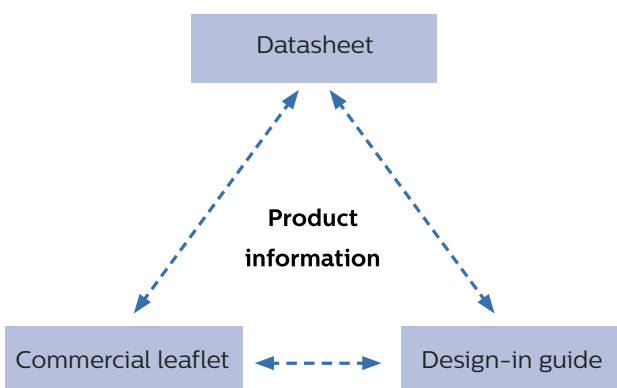 Datasheet
Product
information
Commercial leaflet
Design-in guide